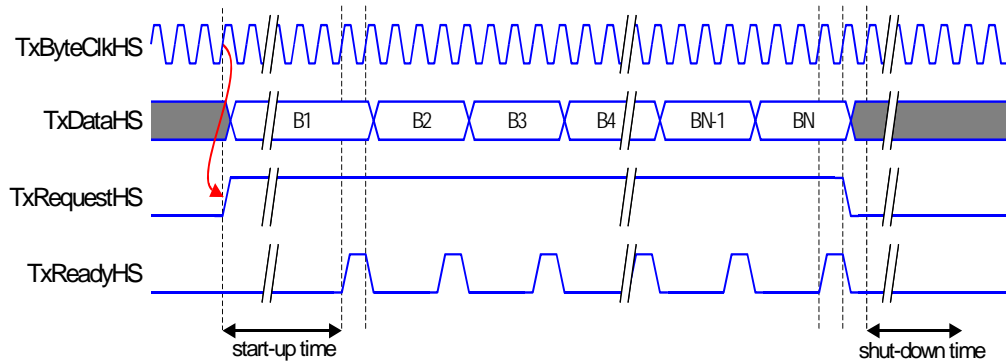 TxByteClkHS
TxDataHS
B1 B2 B3 B4 BN-1 BN
TxRequestHS
TxReadyHS
start-up time
shut-down time